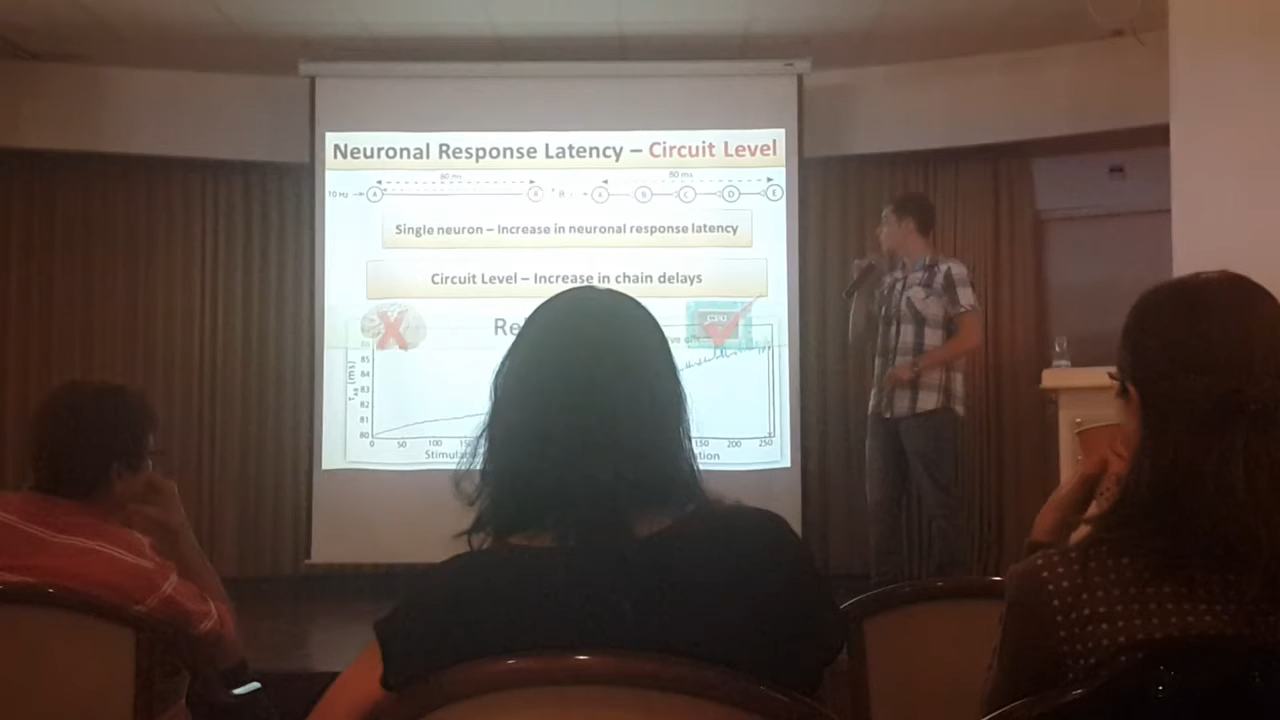 Neuronal Response Latency – Circuit Level
80 ms 80 ms
10 Hz A B A B C D E
Single neuron – Increase in neuronal response latency
Circuit Level – Increase in chain delays
85
84
83
82
81
80
(ms)
0 50 100 150 200 250